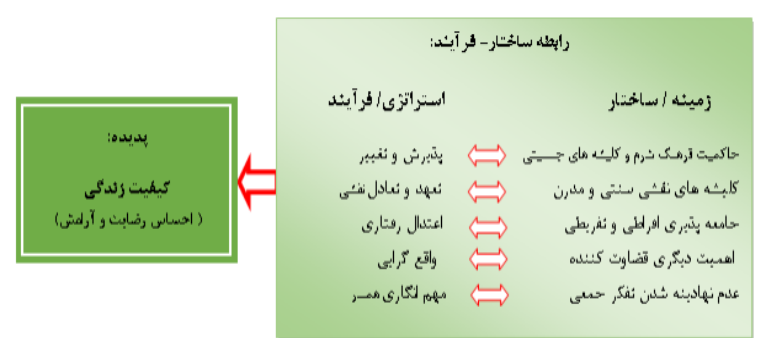 رابطه ساختار- فرآیند:
زمینه / ساختار
استراتژی/ فرآیند
حاکمیت فرهنگ شرم و کلیشه های جنسیتی
پذیرش و تغییر
کلیشه های نقشی سنتی و مدرن
تعهد و تعادل نقشی
جامعه پذیری افراطی و تفریطی
اعتدال رفتاری
اهمیت دیگری قضاوت کننده
واقع گرایی
عدم نهادینه شدن تفکر جمعی
مهم انگاری همسر
پدیده:
کیفیت زندگی
( احساس رضایت و آرامش)